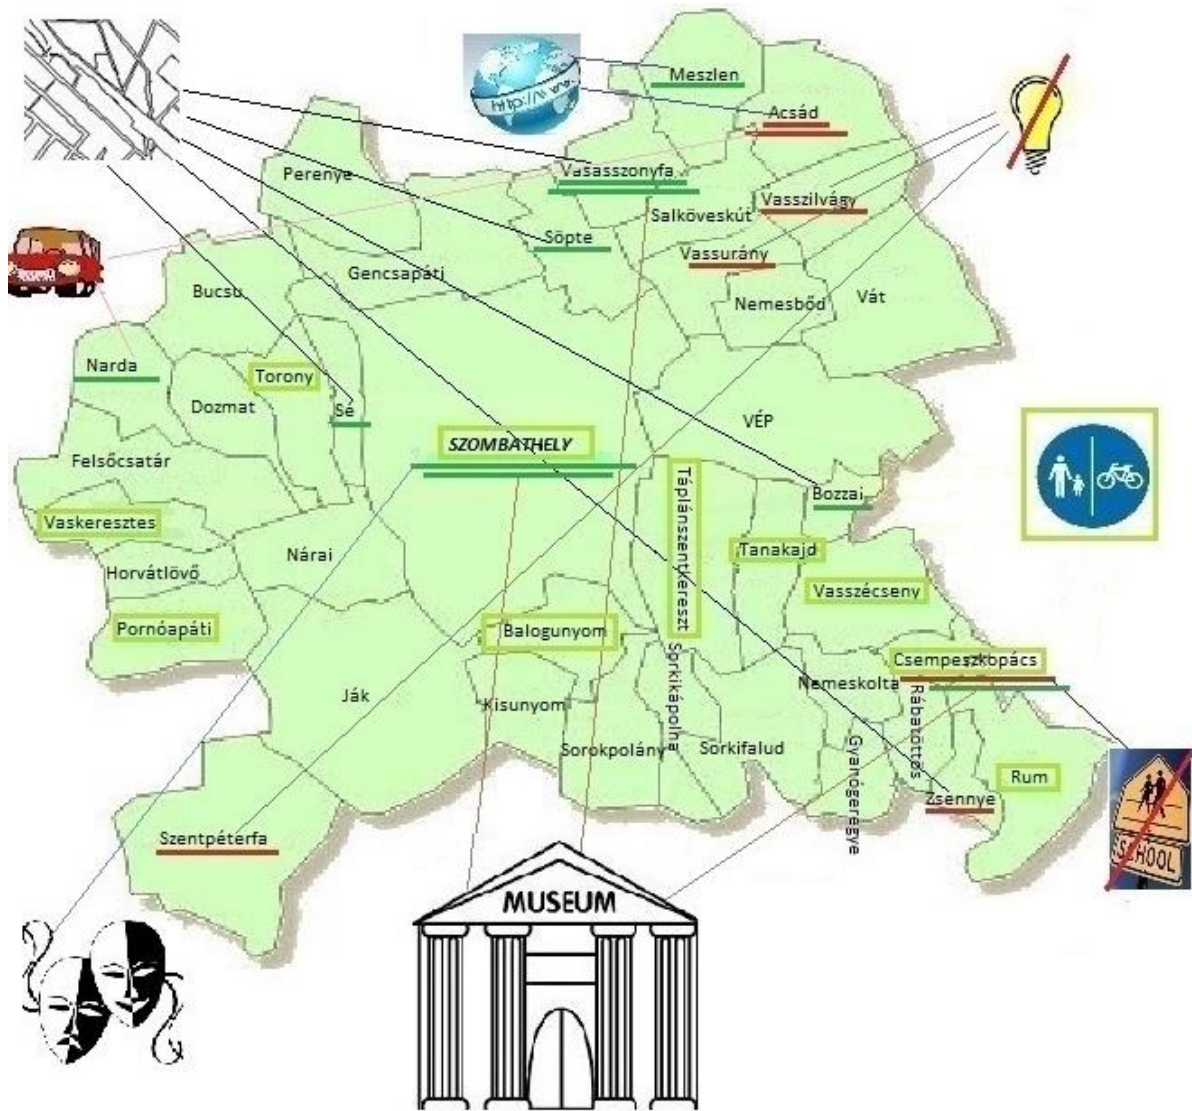 Meszlen
http://www
Acsád
Perenye
Vasasszonyfa
Vasszilvágy
Salköveskút
Söpte
Vassurány
Gencsapáti
Bucsu
Nemesbőd
Vát
Narda
Torony
Dozmat
Sé
VÉP
SZOMBATHELY
Felsőcsatár
Táplánszentkereszt
Bozzai
Vaskeresztes
Tanakajd
Nárai
Horvátlövő
Vasszécseny
Pornóapáti
Balogunyom
Csempeszkopács
Sorkikápolna
Nemeskolta
Rábatöttös
Ják
Kisunyom
Sorokpolány
Sorkifalud
Gyanógeregye
Rum
Zsennye
Szentpéterfa
SCHOOL
MUSEUM